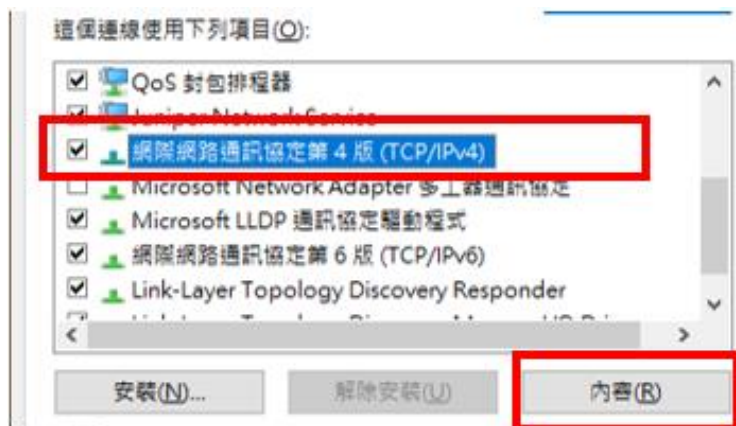 這個連線使用下列項目(O):
QoS 封包排程器
Juniper Network Service
網際網路通訊協定第 4 版 (TCP/IPv4)
Microsoft Network Adapter 多工器通訊協定
Microsoft LLDP 通訊協定驅動程式
網際網路通訊協定第 6 版 (TCP/IPv6)
Link-Layer Topology Discovery Responder
安裝(N)...
解除安裝(U)
內容(R)